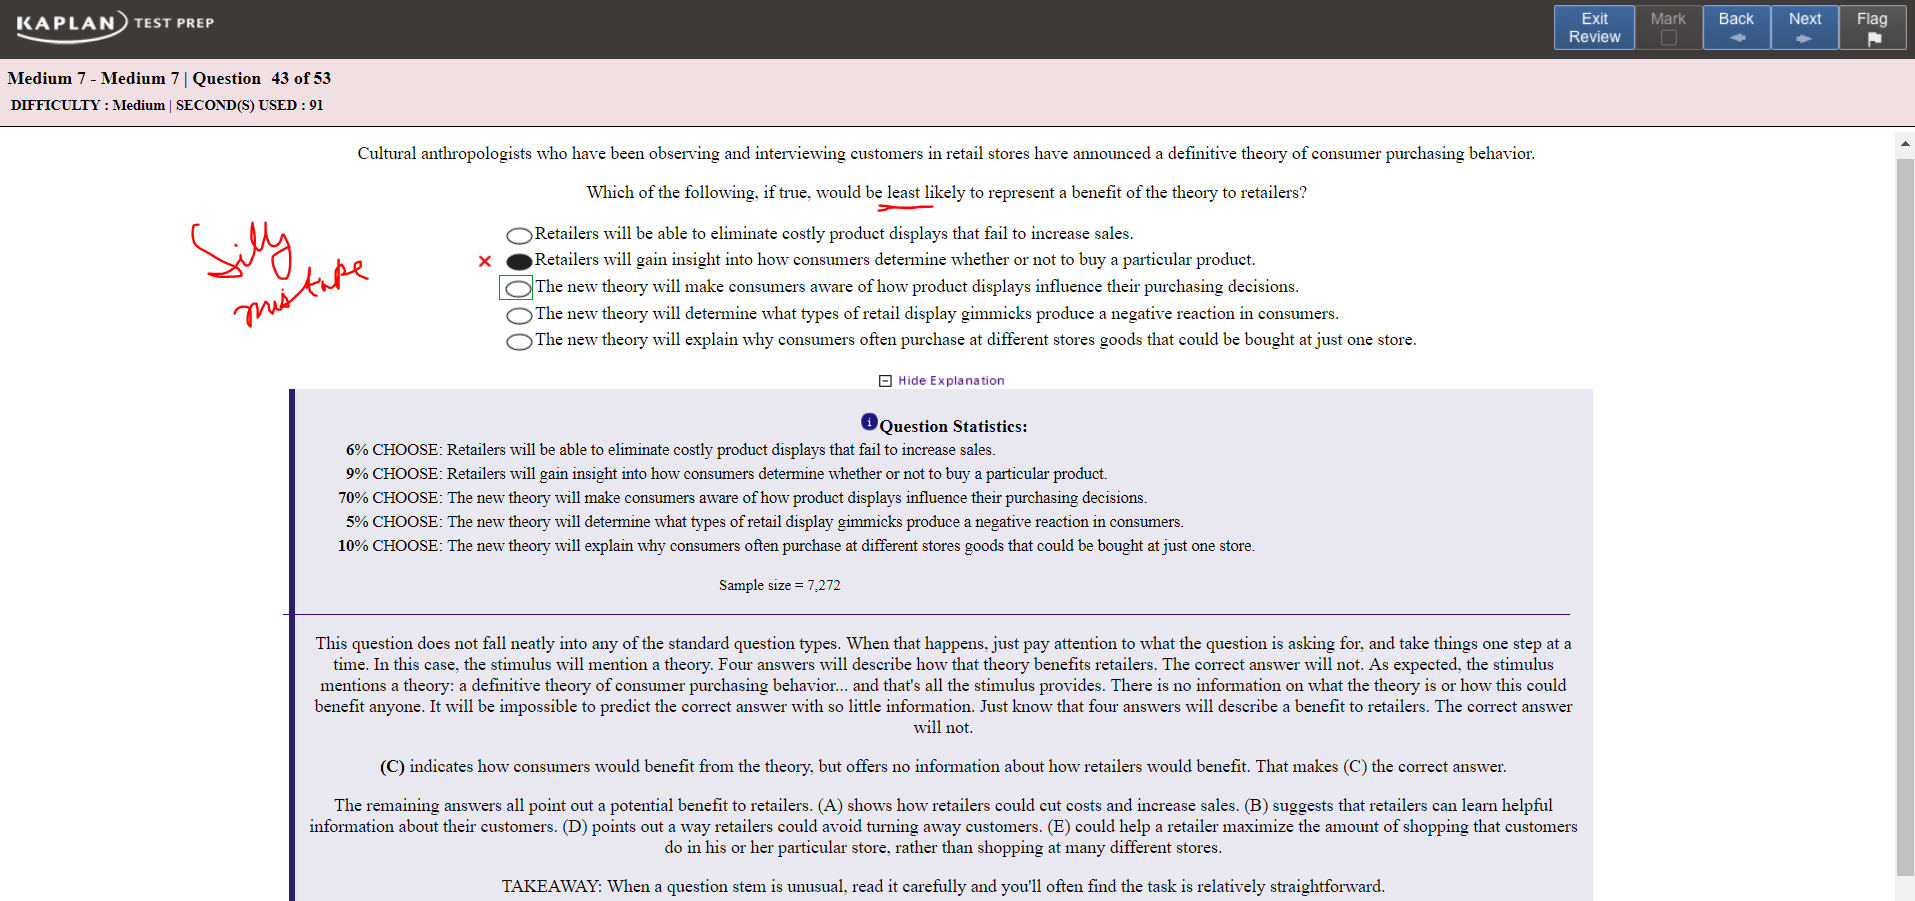 KAPLAN TEST PREP
Exit Review
Mark
Back
Next
Flag
Medium 7 - Medium 7 | Question 43 of 53
DIFFICULTY : Medium | SECOND(S) USED : 91
Cultural anthropologists who have been observing and interviewing customers in retail stores have announced a definitive theory of consumer purchasing behavior.
Which of the following, if true, would be least likely to represent a benefit of the theory to retailers?
Silly
mistake
Retailers will be able to eliminate costly product displays that fail to increase sales.
Retailers will gain insight into how consumers determine whether or not to buy a particular product.
The new theory will make consumers aware of how product displays influence their purchasing decisions.
The new theory will determine what types of retail display gimmicks produce a negative reaction in consumers.
The new theory will explain why consumers often purchase at different stores goods that could be bought at just one store.
Hide Explanation
Question Statistics:
6% CHOOSE: Retailers will be able to eliminate costly product displays that fail to increase sales.
9% CHOOSE: Retailers will gain insight into how consumers determine whether or not to buy a particular product.
70% CHOOSE: The new theory will make consumers aware of how product displays influence their purchasing decisions.
5% CHOOSE: The new theory will determine what types of retail display gimmicks produce a negative reaction in consumers.
10% CHOOSE: The new theory will explain why consumers often purchase at different stores goods that could be bought at just one store.
Sample size = 7,272
This question does not fall neatly into any of the standard question types. When that happens, just pay attention to what the question is asking for, and take things one step at a
time. In this case, the stimulus will mention a theory. Four answers will describe how that theory benefits retailers. The correct answer will not. As expected, the stimulus
mentions a theory: a definitive theory of consumer purchasing behavior... and that's all the stimulus provides. There is no information on what the theory is or how this could
benefit anyone. It will be impossible to predict the correct answer with so little information. Just know that four answers will describe a benefit to retailers. The correct answer
will not.
(C) indicates how consumers would benefit from the theory, but offers no information about how retailers would benefit. That makes (C) the correct answer.
The remaining answers all point out a potential benefit to retailers. (A) shows how retailers could cut costs and increase sales. (B) suggests that retailers can learn helpful
information about their customers. (D) points out a way retailers could avoid turning away customers. (E) could help a retailer maximize the amount of shopping that customers
do in his or her particular store, rather than shopping at many different stores.
TAKEAWAY: When a question stem is unusual, read it carefully and you'll often find the task is relatively straightforward.